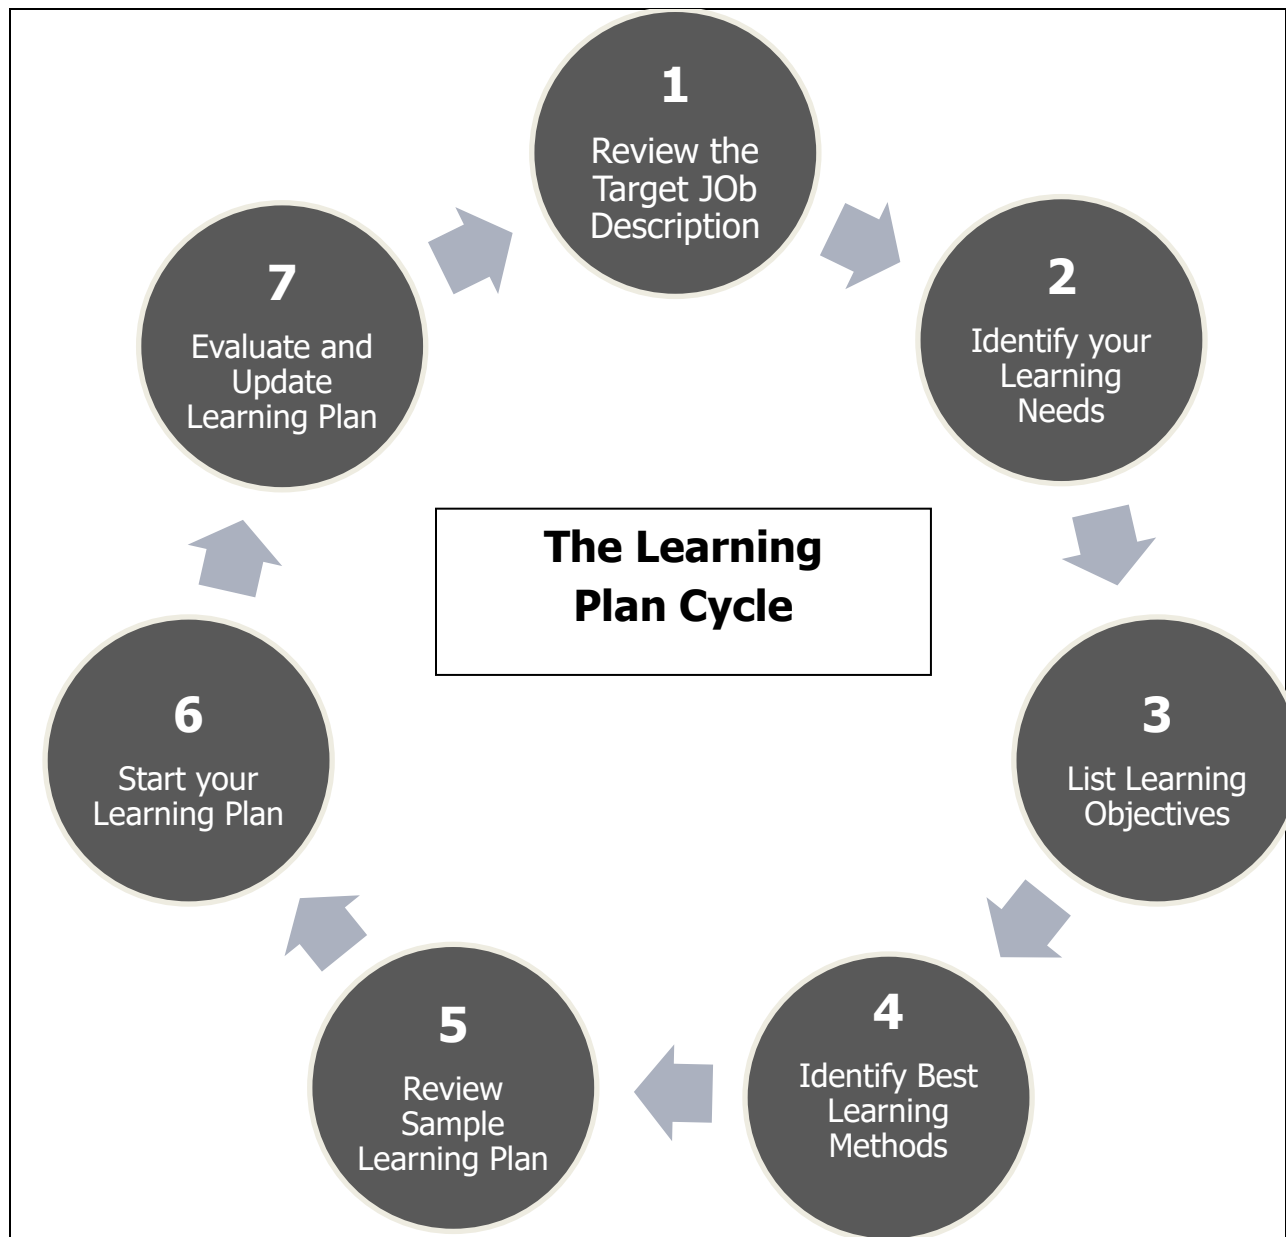 1
Review the
Target JOb
Description
2
Identify your
Learning
Needs
3
List Learning
Objectives
4
Identify Best
Learning
Methods
5
Review
Sample
Learning Plan
6
Start your
Learning Plan
7
Evaluate and
Update
Learning Plan
The Learning
Plan Cycle